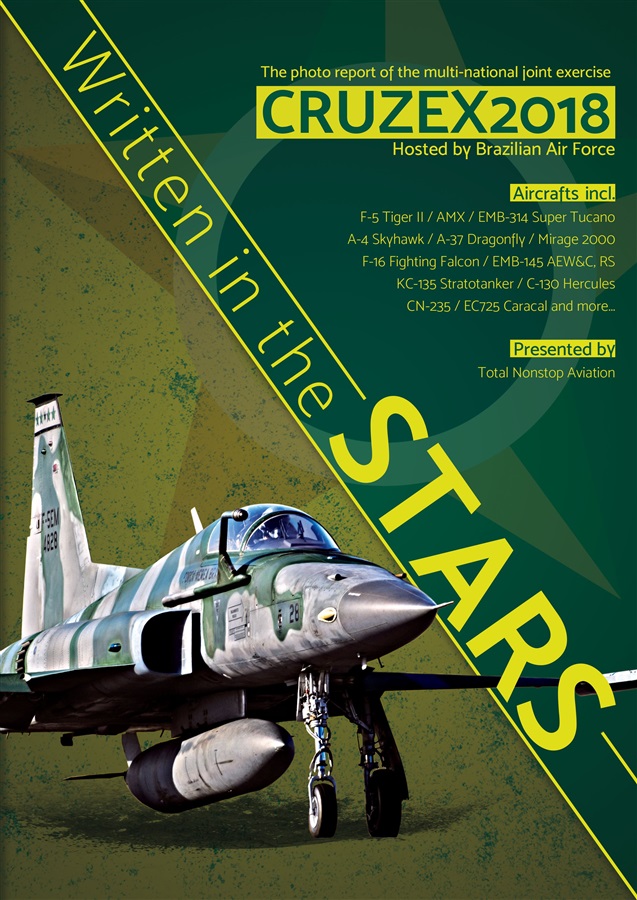 Written in the
STARS
The photo report of the multi-national joint exercise
CRUZEX2018
Hosted by Brazilian Air Force
Aircrafts incl.
F-5 Tiger II / AMX / EMB-314 Super Tucano
A-4 Skyhawk / A-37 Dragonfly / Mirage 2000
F-16 Fighting Falcon / EMB-145 AEW&C, RS
KC-135 Stratotanker / C-130 Hercules
CN-235 / EC725 Caracal and more...
Presented by
Total Nonstop Aviation
F-5EM
4828
28